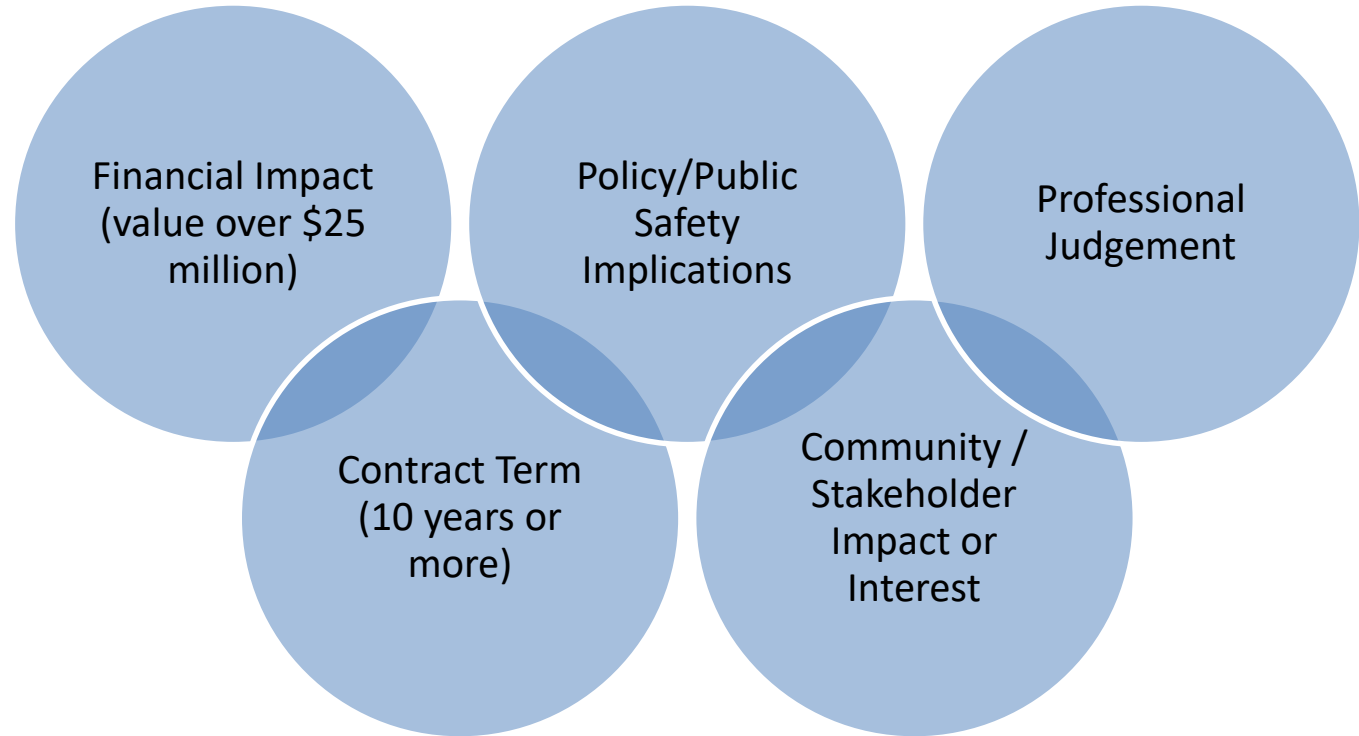 Financial Impact
(value over $25
million)
Policy/Public
Safety
Implications
Professional
Judgement
Contract Term
(10 years or
more)
Community /
Stakeholder
Impact or
Interest